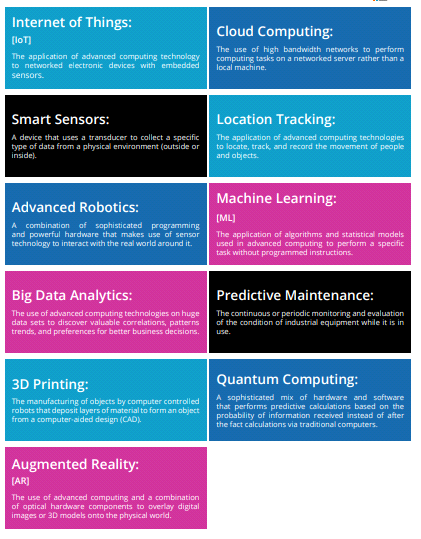 Internet of Things:
[IoT]
The application of advanced computing technology
to networked electronic devices with embedded
sensors.
Cloud Computing:
The use of high bandwidth networks to perform
computing tasks on a networked server rather than a
local machine.
Smart Sensors:
A device that uses a transducer to collect a specific
type of data from a physical environment (outside or
inside).
Location Tracking:
The application of advanced computing technologies
to locate, track, and record the movement of people
and objects.
Advanced Robotics:
A combination of sophisticated programming
and powerful hardware that makes use of sensor
technology to interact with the real world around it.
Machine Learning:
[ML]
The application of algorithms and statistical models
used in advanced computing to perform a specific
task without programmed instructions.
Big Data Analytics:
The use of advanced computing technologies on huge
data sets to discover valuable correlations, patterns
trends, and preferences for better business decisions.
Predictive Maintenance:
The continuous or periodic monitoring and evaluation
of the condition of industrial equipment while it is in
use.
3D Printing:
The manufacturing of objects by computer controlled
robots that deposit layers of material to form an object
from a computer-aided design (CAD).
Quantum Computing:
A sophisticated mix of hardware and software
that performs predictive calculations based on the
probability of information received instead of after
the fact calculations via traditional computers.
Augmented Reality:
[AR]
The use of advanced computing and a combination
of optical hardware components to overlay digital
images or 3D models onto the physical world.